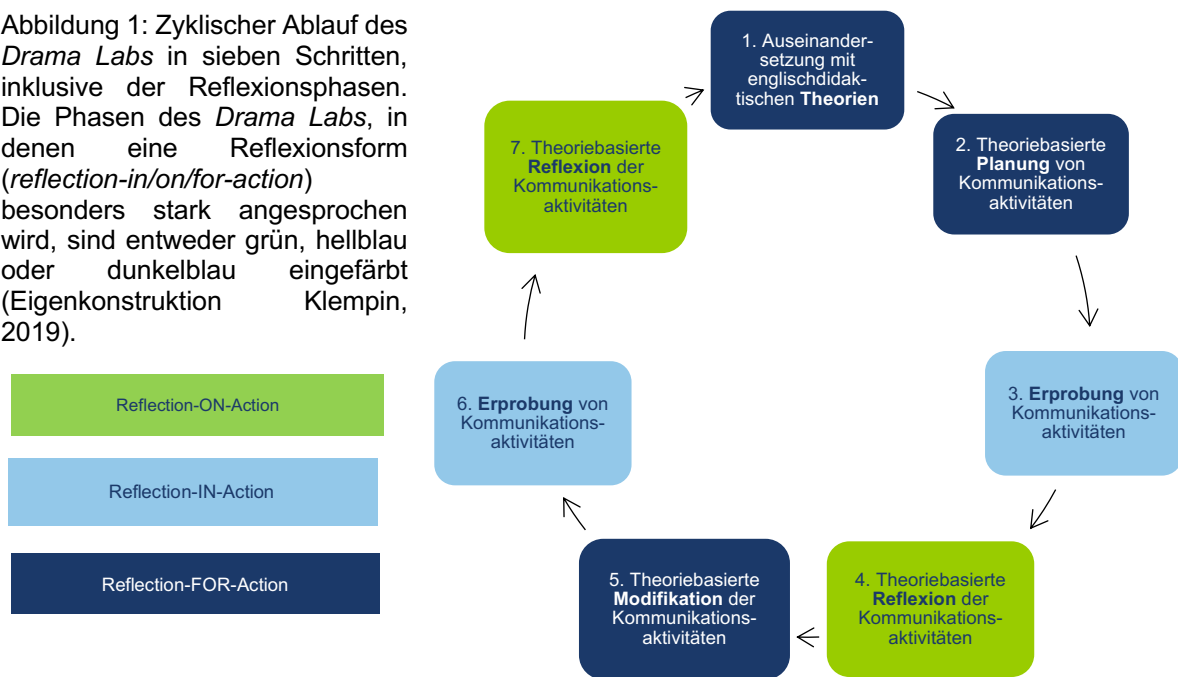 Abbildung 1: Zyklischer Ablauf des
Drama Labs in sieben Schritten,
inklusive der Reflexionsphasen.
Die Phasen des Drama Labs, in
denen eine Reflexionsform
(reflection-in/on/for-action)
besonders stark angesprochen
wird, sind entweder grün, hellblau
oder dunkelblau eingefärbt
(Eigenkonstruktion Klempin,
2019).
Reflection-ON-Action
Reflection-IN-Action
Reflection-FOR-Action
1. Auseinander-
setzung mit
englischdidak-
tischen Theorien
2. Theoriebasierte
Planung von
Kommunikations-
aktivitäten
3. Erprobung von
Kommunikations-
aktivitäten
4. Theoriebasierte
Reflexion der
Kommunikations-
aktivitäten
5. Theoriebasierte
Modifikation der
Kommunikations-
aktivitäten
6. Erprobung von
Kommunikations-
aktivitäten
7. Theoriebasierte
Reflexion der
Kommunikations-
aktivitäten